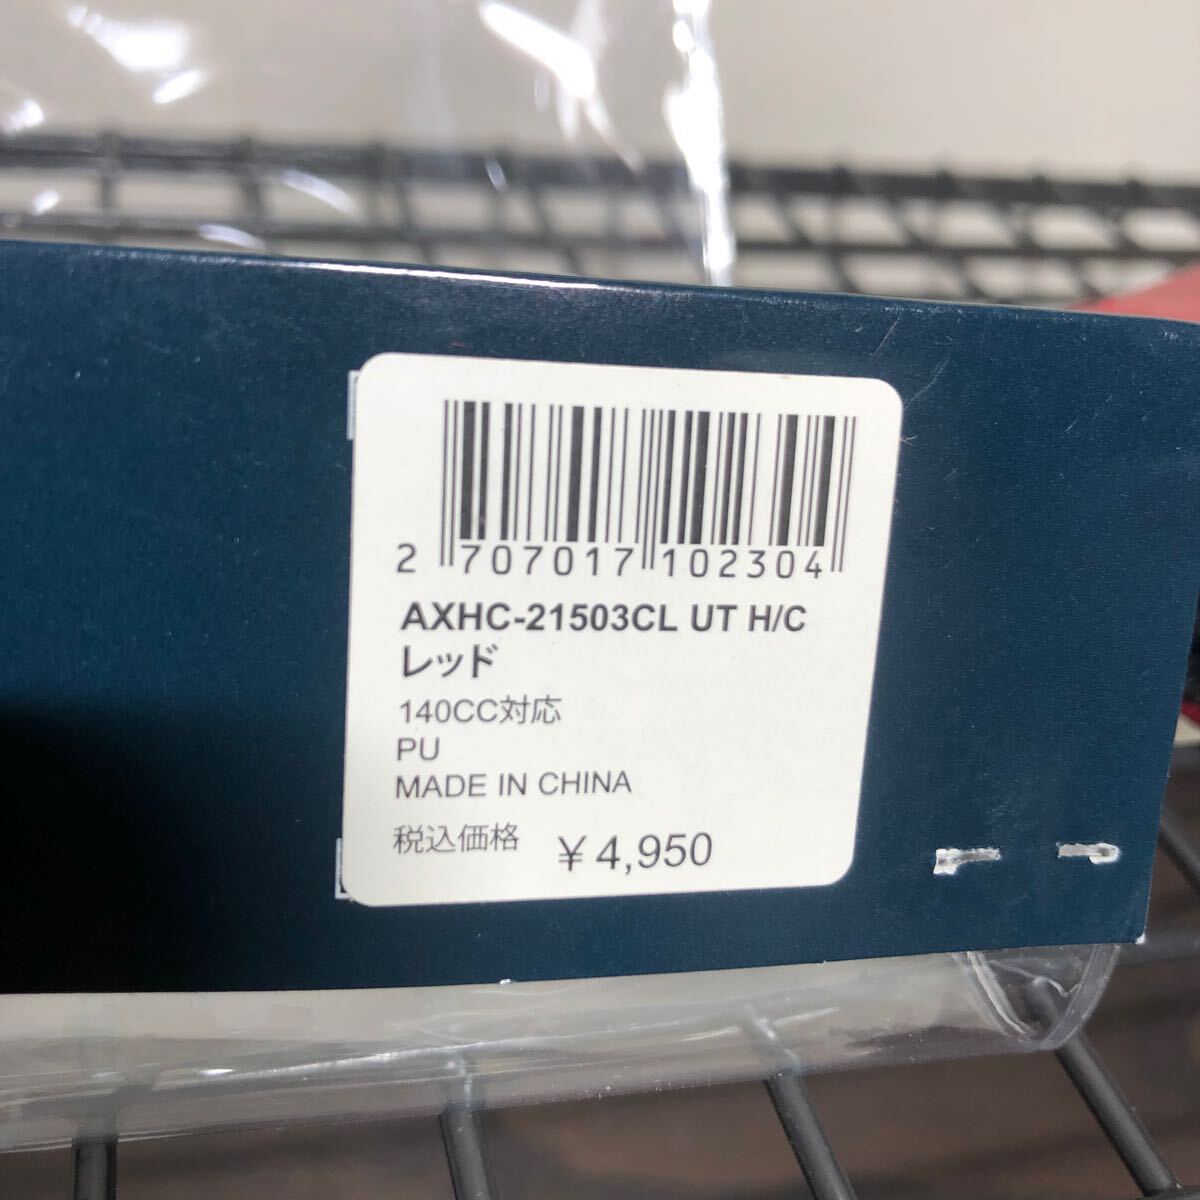 2 707017 102304
AXHC-21503CL UT H/C
レッド
140CC対応
PU
MADE IN CHINA
税込価格 ￥4,950